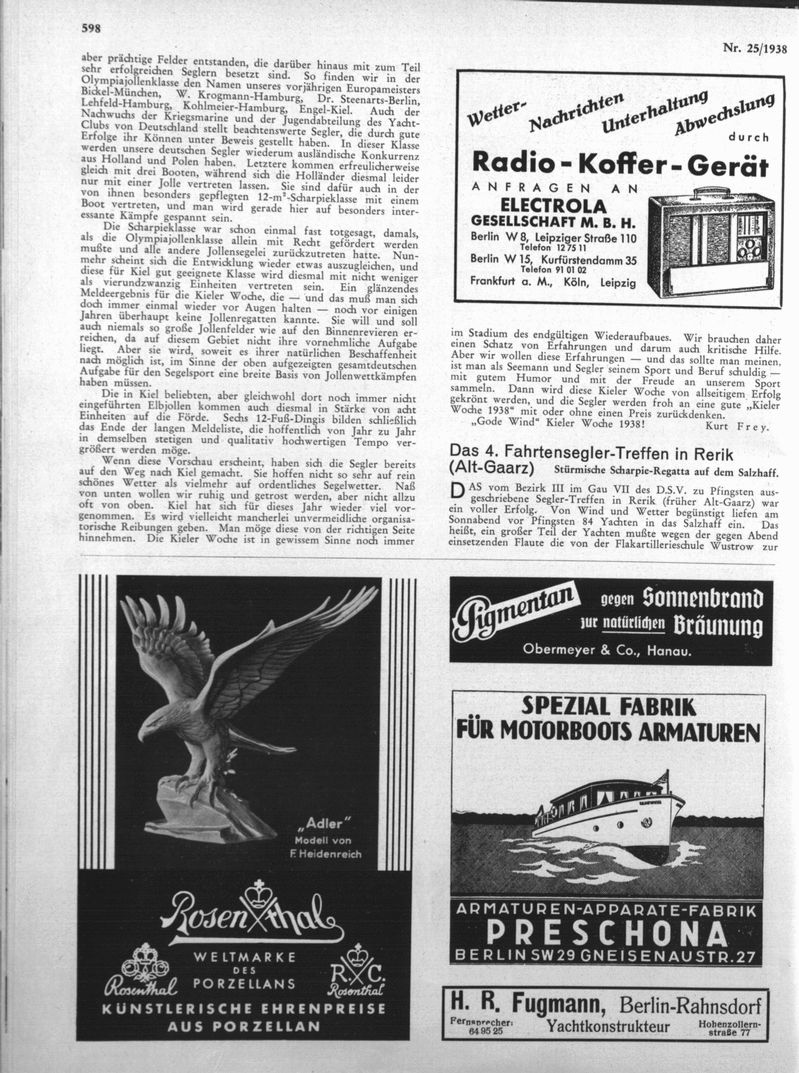 598
Nr. 25/1938
aber prächtige Felder entstanden, die darüber hinaus mit zum Teil
sehr erfolgreichen Seglern besetzt sind. So finden wir in der
Olympiajollenklasse den Namen unseres vorjährigen Europameisters
Bickel-München, W. Krogmann-Hamburg, Dr. Steenarts-Berlin,
Lehfeld-Hamburg, Kohlmeier-Hamburg, Engel-Kiel. Auch der
Nachwuchs der Kriegsmarine und der Jugendabteilung des Yacht-
Clubs von Deutschland stellt beachtenswerte Segler, die durch gute
Erfolge ihr Können unter Beweis gestellt haben. In dieser Klasse
werden unsere deutschen Segler wiederum ausländische Konkurrenz
aus Holland und Polen haben. Letztere kommen erfreulicherweise
gleich mit drei Booten, während sich die Holländer diesmal leider
nur mit einer Jolle vertreten lassen. Sie sind dafür auch in der
von ihnen besonders gepflegten 12-m²-Scharpieklasse mit einem
Boot vertreten, und man wird gerade hier auf besonders inter-
essante Kämpfe gespannt sein.
Die Scharpieklasse war schon einmal fast totgesagt, damals,
als die Olympiajollenklasse allein mit Recht gefördert werden
mußte und alle andere Jollensegelei zurückzutreten hatte. Nun-
mehr scheint sich die Entwicklung wieder etwas auszugleichen, und
diese für Kiel gut geeignete Klasse wird diesmal mit nicht weniger
als vierundzwanzig Einheiten vertreten sein. Ein glänzendes
Meldeergebnis für die Kieler Woche, die — und das muß man sich
doch immer einmal wieder vor Augen halten — noch vor einigen
Jahren überhaupt keine Jollenregatten kannte. Sie will und soll
auch niemals so große Jollenfelder wie auf den Binnenrevieren er-
reichen, da auf diesem Gebiet nicht ihre vornehmliche Aufgabe
liegt. Aber sie wird, soweit es ihrer natürlichen Beschaffenheit
nach möglich ist, im Sinne der oben aufgezeigten gesamtdeutschen
Aufgabe für den Segelsport eine breite Basis von Jollenwettkämpfen
haben müssen.
Die in Kiel beliebten, aber gleichwohl dort noch immer nicht
eingeführten Elbjollen kommen auch diesmal in Stärke von acht
Einheiten auf die Förde. Sechs 12-Fuß-Dingis bilden schließlich
das Ende der langen Meldeliste, die hoffentlich von Jahr zu Jahr
in demselben stetigen und qualitativ hochwertigen Tempo ver-
größert werden möge.
Wenn diese Vorschau erscheint, haben sich die Segler bereits
auf den Weg nach Kiel gemacht. Sie hoffen nicht so sehr auf rein
schönes Wetter als vielmehr auf ordentliches Segelwetter. Naß
von unten wollen wir ruhig und getrost werden, aber nicht allzu
oft von oben. Kiel hat sich für dieses Jahr wieder viel vor-
genommen. Es wird vielleicht mancherlei unvermeidliche organisa-
torische Reibungen geben. Man möge diese von der richtigen Seite
hinnehmen. Die Kieler Woche ist in gewissem Sinne noch immer
Wetter- Nachrichten Unterhaltung Abwechslung
durch
Radio-Koffer-Gerät
ANFRAGEN AN
ELECTROLA
GESELLSCHAFT M. B. H.
Berlin W 8, Leipziger Straße 110
Telefon 12 75 11
Berlin W 15, Kurfürstendamm 35
Telefon 91 01 02
Frankfurt a. M., Köln, Leipzig
im Stadium des endgültigen Wiederaufbaues. Wir brauchen daher
einen Schatz von Erfahrungen und darum auch kritische Hilfe.
Aber wir wollen diese Erfahrungen — und das sollte man meinen,
ist man als Seemann und Segler seinem Sport und Beruf schuldig —
mit gutem Humor und mit der Freude an unserem Sport
sammeln. Dann wird diese Kieler Woche von allseitigem Erfolg
gekrönt werden, und die Segler werden froh an eine gute „Kieler
Woche 1938“ mit oder ohne einen Preis zurückdenken.
„Gode Wind“ Kieler Woche 1938! Kurt Frey.
Das 4. Fahrtensegler-Treffen in Rerik
(Alt-Gaarz) Stürmische Scharpie-Regatta auf dem Salzhaff.
DAS vom Bezirk III im Gau VII des D.S.V. zu Pfingsten aus-
geschriebene Segler-Treffen in Rerik (früher Alt-Gaarz) war
ein voller Erfolg. Von Wind und Wetter begünstigt liefen am
Sonnabend vor Pfingsten 84 Yachten in das Salzhaff ein. Das
heißt, ein großer Teil der Yachten mußte wegen der gegen Abend
einsetzenden Flaute die von der Flakartillerieschule Wustrow zur
„Adler“
Modell von
F. Heidenreich
Rosenthal
WELTMARKE
DES
PORZELLANS
Rosenthal
R. C.
Rosenthal
KÜNSTLERISCHE EHRENPREISE
AUS PORZELLAN
Pigmentan gegen Sonnenbrand
zur natürlichen Bräunung
Obermeyer & Co., Hanau.
SPEZIAL FABRIK
FÜR MOTORBOOTS ARMATUREN
ARMATUREN-APPARATE-FABRIK
PRESCHONA
BERLIN SW29 GNEISENAUSTR. 27
H. R. Fugmann, Berlin-Rahnsdorf
Fernsprecher: 64 95 25
Yachtkonstrukteur
Hohenzollern-
straße 77